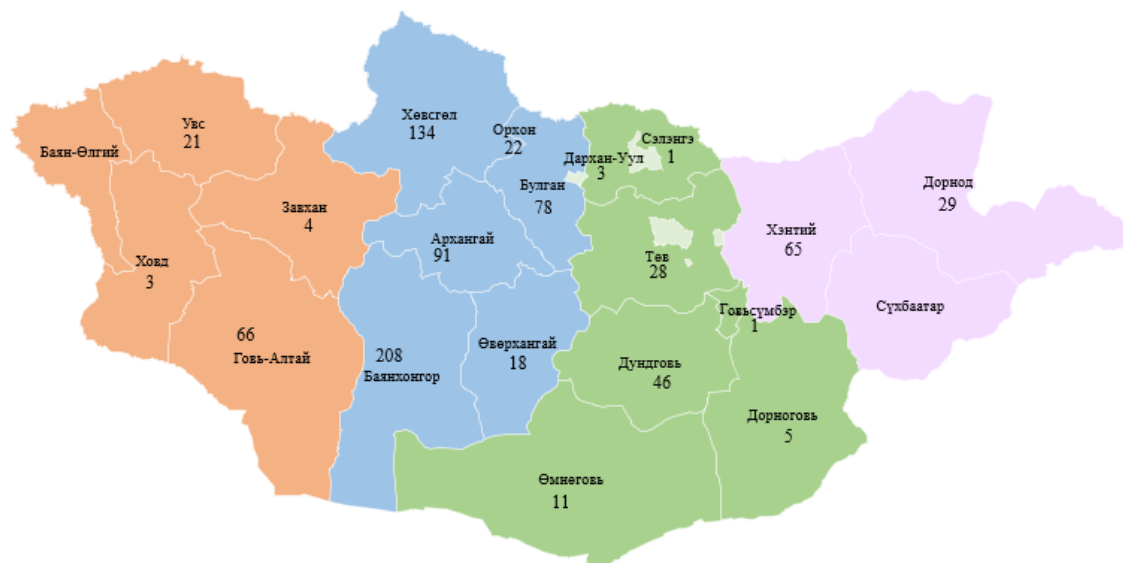 Баян-Өлгий
Увс
21
Ховд
3
Завхан
4
66
Говь-Алтай
Хөвсгөл
134
Орхон
22
Булган
78
Архангай
91
208
Баянхонгор
Өвөрхангай
18
Сэлэнгэ
1
Дархан-Уул
3
Төв
28
Говьсүмбэр
1
Дундговь
46
Дорноговь
5
Өмнөговь
11
Хэнтий
65
Дорнод
29
Сүхбаатар